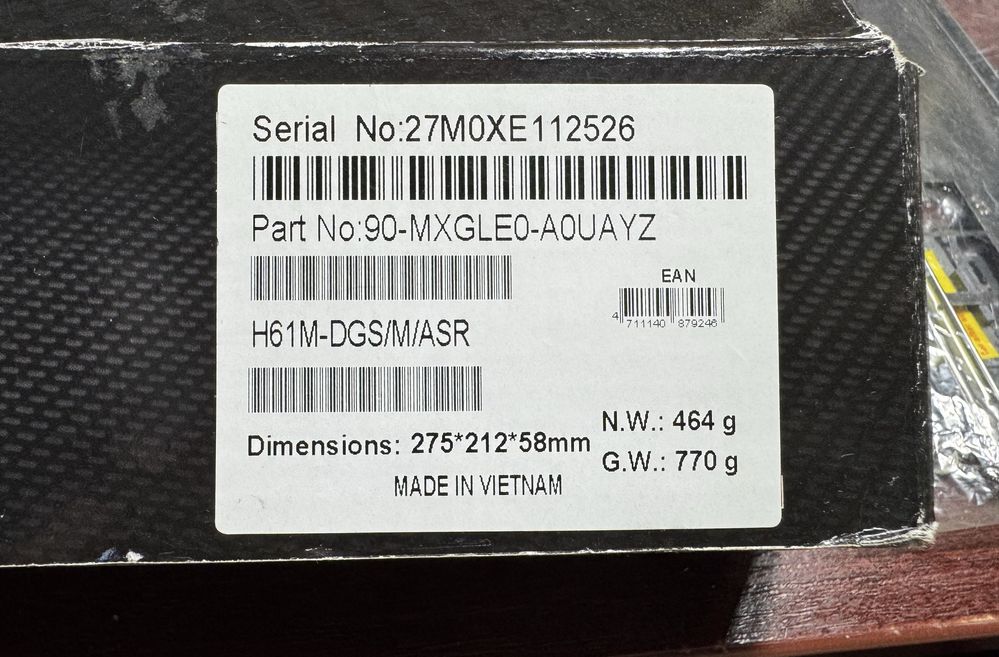 Serial No:27M0XE112526
Part No:90-MXGLE0-A0UAYZ
EAN
4 711140 879246
H61M-DGS/M/ASR
Dimensions: 275*212*58mm
N.W.: 464 g
G.W.: 770 g
MADE IN VIETNAM